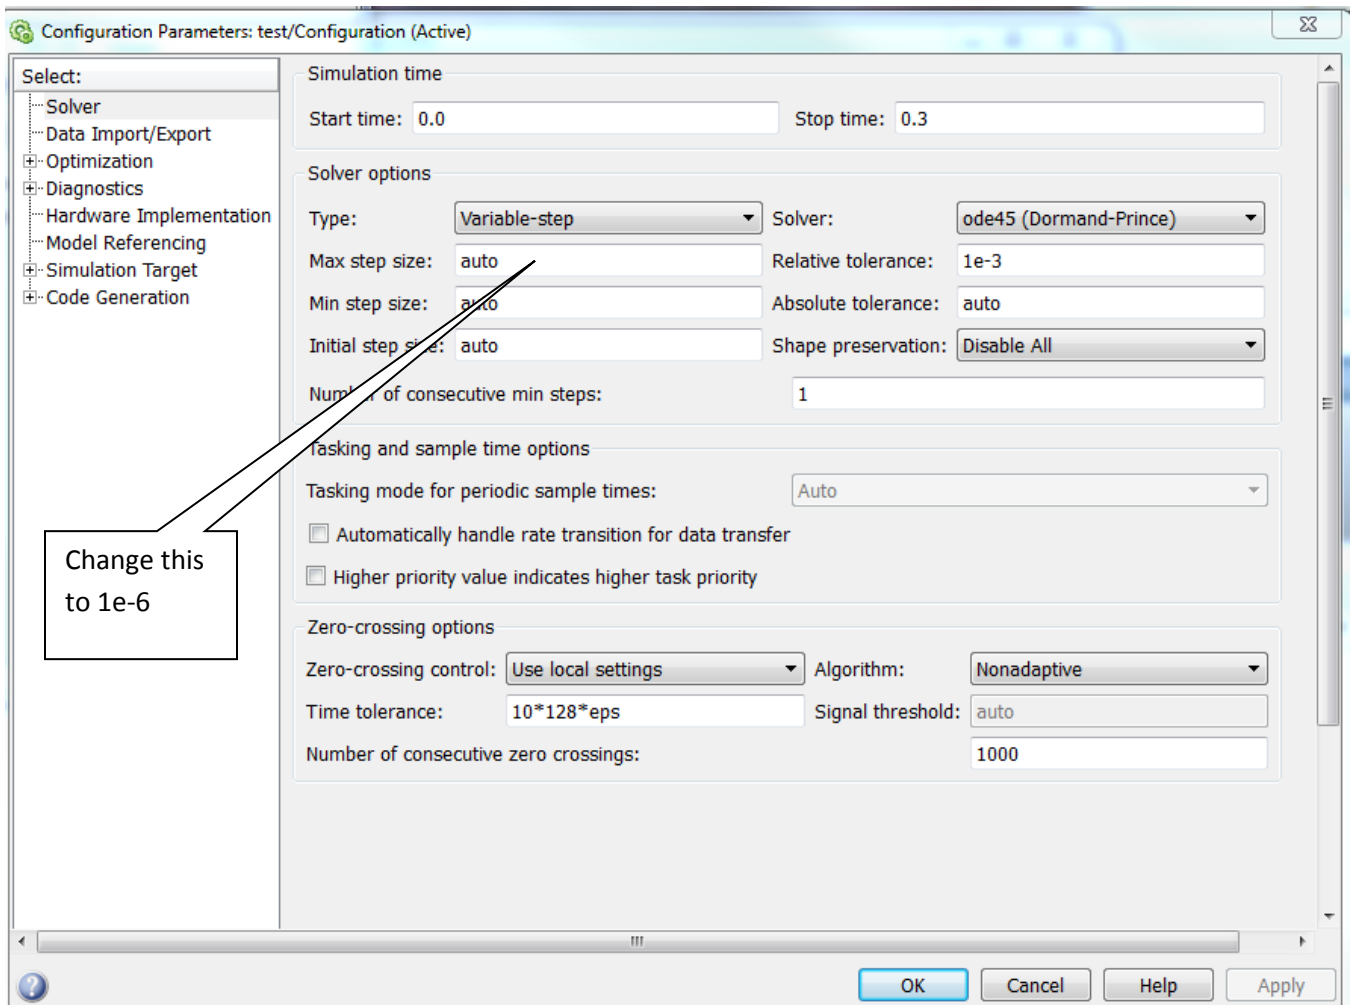 Configuration Parameters: test/Configuration (Active)
Select:
Solver
Data Import/Export
Optimization
Diagnostics
Hardware Implementation
Model Referencing
Simulation Target
Code Generation
Simulation time
Start time: 0.0 Stop time: 0.3
Solver options
Type: Variable-step Solver: ode45 (Dormand-Prince)
Max step size: auto Relative tolerance: 1e-3
Min step size: auto Absolute tolerance: auto
Initial step size: auto Shape preservation: Disable All
Number of consecutive min steps: 1
Tasking and sample time options
Tasking mode for periodic sample times: Auto
Automatically handle rate transition for data transfer
Higher priority value indicates higher task priority
Change this
to 1e-6
Zero-crossing options
Zero-crossing control: Use local settings Algorithm: Nonadaptive
Time tolerance: 10*128*eps Signal threshold: auto
Number of consecutive zero crossings: 1000
OK Cancel Help Apply